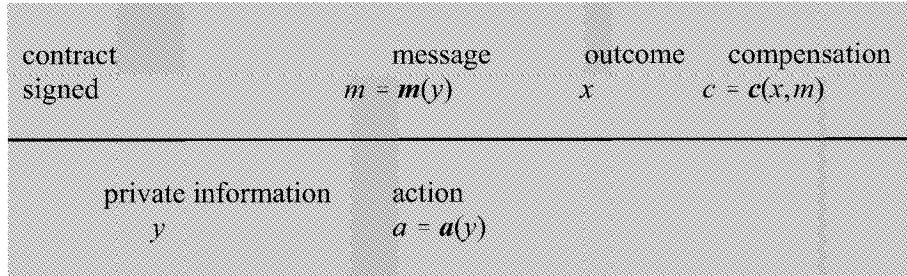 contract message outcome compensation
signed m = m(y) x c = c(x,m)
private information action
y a = a(y)